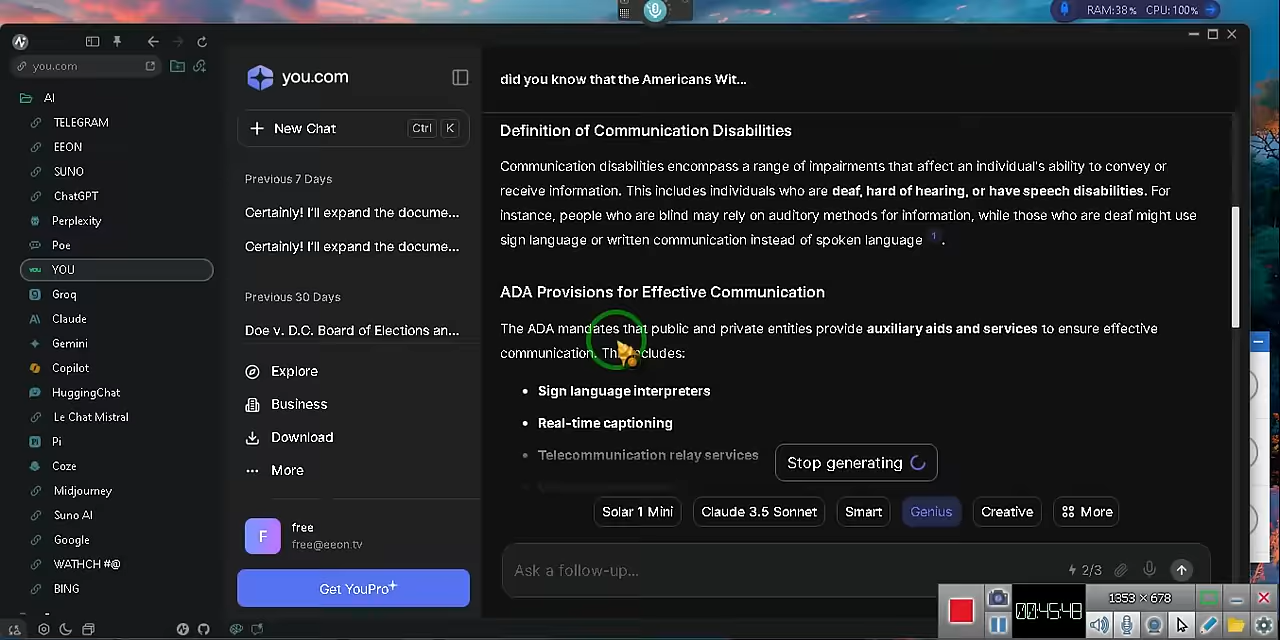 RAM:38% CPU:100%
you.com
AI
TELEGRAM
EEON
SUNO
ChatGPT
Perplexity
Poe
YOU
Groq
Claude
Gemini
Copilot
HuggingChat
Le Chat Mistral
Pi
Coze
Midjourney
Suno AI
Google
WATHCH #@
BING
you.com
New Chat
Ctrl K
Previous 7 Days
Certainly! I'll expand the docume...
Certainly! I'll expand the docume...
Previous 30 Days
Doe v. D.C. Board of Elections an...
Explore
Business
Download
More
F
free
free@eeon.tv
Get YouPro
did you know that the Americans Wit...
Definition of Communication Disabilities
Communication disabilities encompass a range of impairments that affect an individual's ability to convey or
receive information. This includes individuals who are deaf, hard of hearing, or have speech disabilities. For
instance, people who are blind may rely on auditory methods for information, while those who are deaf might use
sign language or written communication instead of spoken language 1 .
ADA Provisions for Effective Communication
The ADA mandates that public and private entities provide auxiliary aids and services to ensure effective
communication. This includes:
• Sign language interpreters
• Real-time captioning
• Telecommunication relay services
Stop generating
Solar 1 Mini
Claude 3.5 Sonnet
Smart
Genius
Creative
More
Ask a follow-up...
2/3
00:45:48
1353 × 678